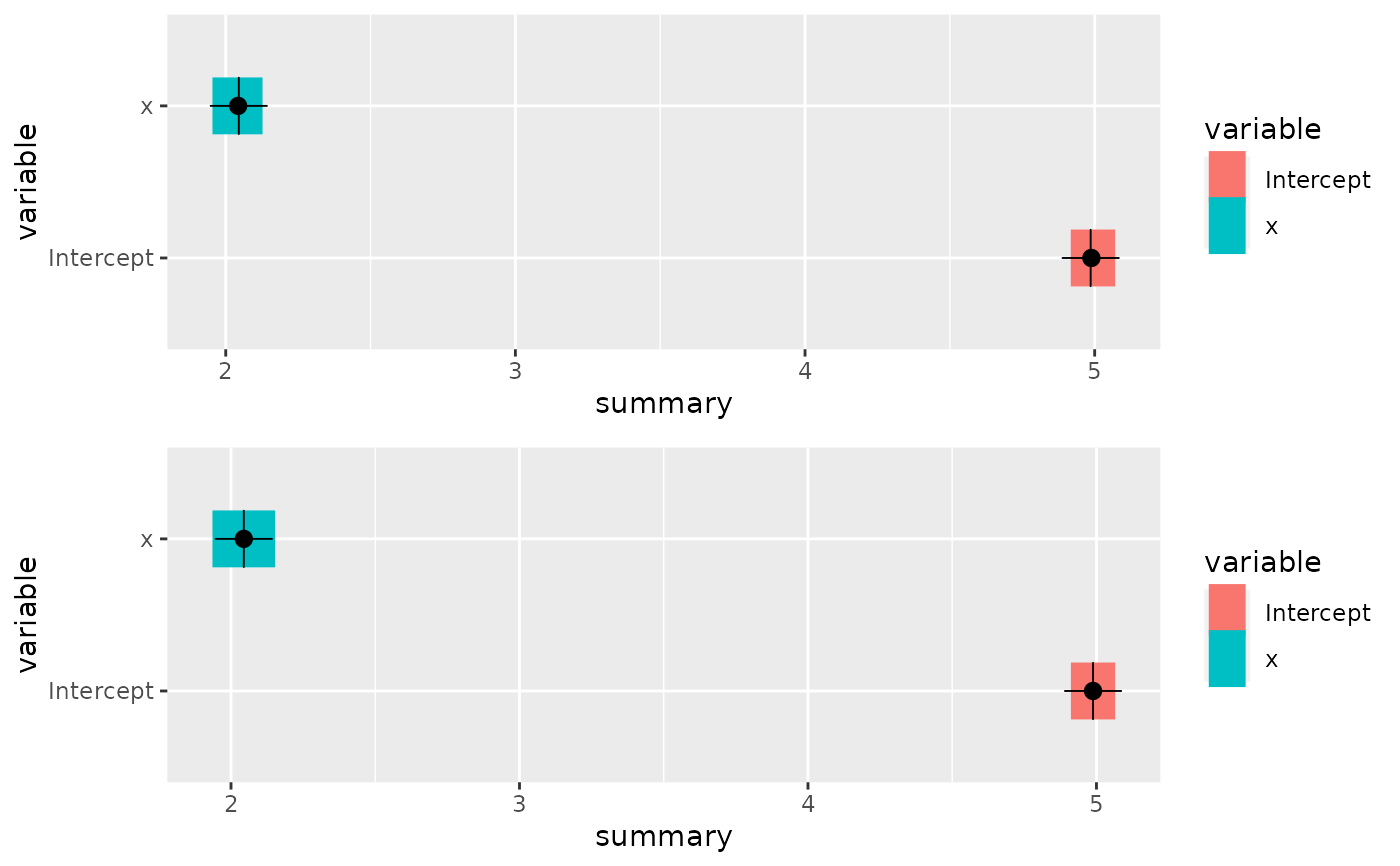 variable
x
Intercept
2 3 4 5
summary
variable
Intercept
x
variable
x
Intercept
2 3 4 5
summary
variable
Intercept
x